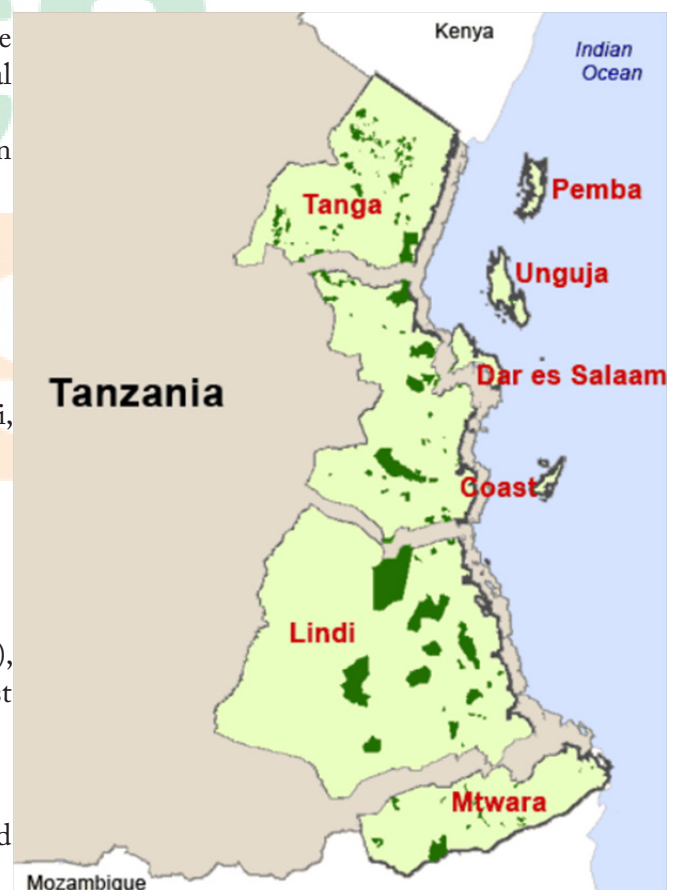 Kenya
Indian
Ocean
Pemba
Tanga
Unguja
Dar es Salaam
Tanzania
Coast
Lindi
Mtwara
Mozambique